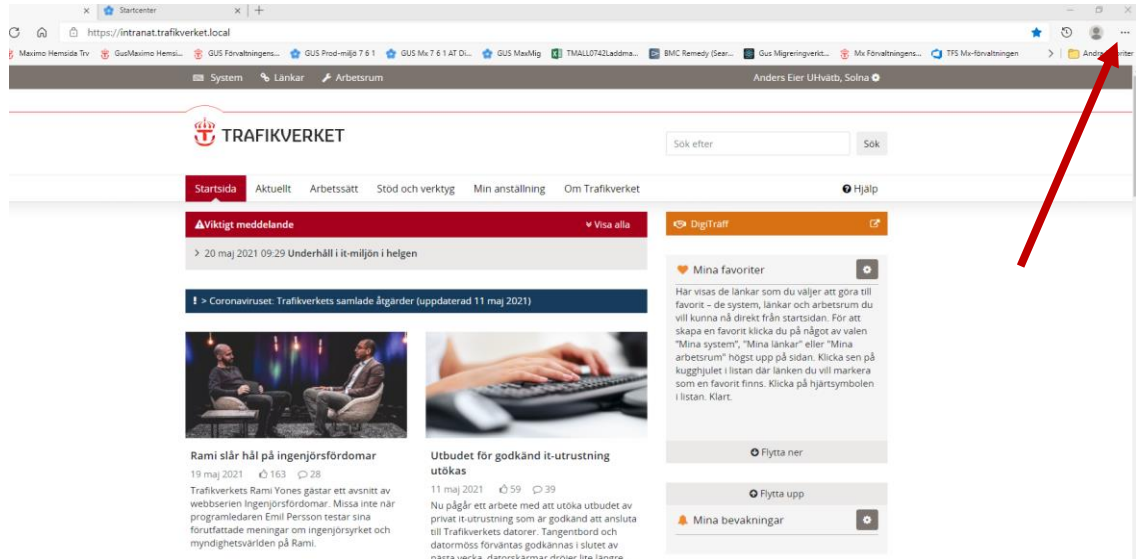 Startcenter
https://intranat.trafikverket.local
Maximo Hemsida Trv GusMaximo Hemsi... GUS Förvaltningens... GUS Prod-miljö 7 6 1 GUS Mx 7 6 1 AT Di... GUS MaxMig TMALL0742Laddma... BMC Remedy (Sear... Gus Migreringverkt... Mx Förvaltningens... TFS Mx-förvaltningen
System Länkar Arbetsrum Anders Eier UHvätb, Solna
TRAFIKVERKET
Sök efter Sök
Startsida Aktuellt Arbetssätt Stöd och verktyg Min anställning Om Trafikverket Hjälp
Viktigt meddelande Visa alla
> 20 maj 2021 09:29 Underhåll i it-miljön i helgen
! > Coronaviruset: Trafikverkets samlade åtgärder (uppdaterad 11 maj 2021)
Rami slår hål på ingenjörsfördomar
19 maj 2021 163 28
Trafikverkets Rami Yones gästar ett avsnitt av
webbserien Ingenjörsfördomar. Missa inte när
programledaren Emil Persson testar sina
förutfattade meningar om ingenjörsyrket och
myndighetsvärlden på Rami.
Utbudet för godkänd it-utrustning
utökas
11 maj 2021 59 39
Nu pågår ett arbete med att utöka utbudet av
privat it-utrustning som är godkänd att ansluta
till Trafikverkets datorer. Tangentbord och
datormöss förväntas godkännas i slutet av
nästa vecka, datorskärmar dröjer lite längre
DigiTraff
Mina favoriter
Här visas de länkar som du väljer att göra till
favorit – de system, länkar och arbetsrum du
vill kunna nå direkt från startsidan. För att
skapa en favorit klicka du på något av valen
"Mina system", "Mina länkar" eller "Mina
arbetsrum" högst upp på sidan. Klicka sen på
kugghjulet i listan där länken du vill markera
som en favorit finns. Klicka på hjärtsymbolen
i listan. Klart.
Flytta ner
Flytta upp
Mina bevakningar